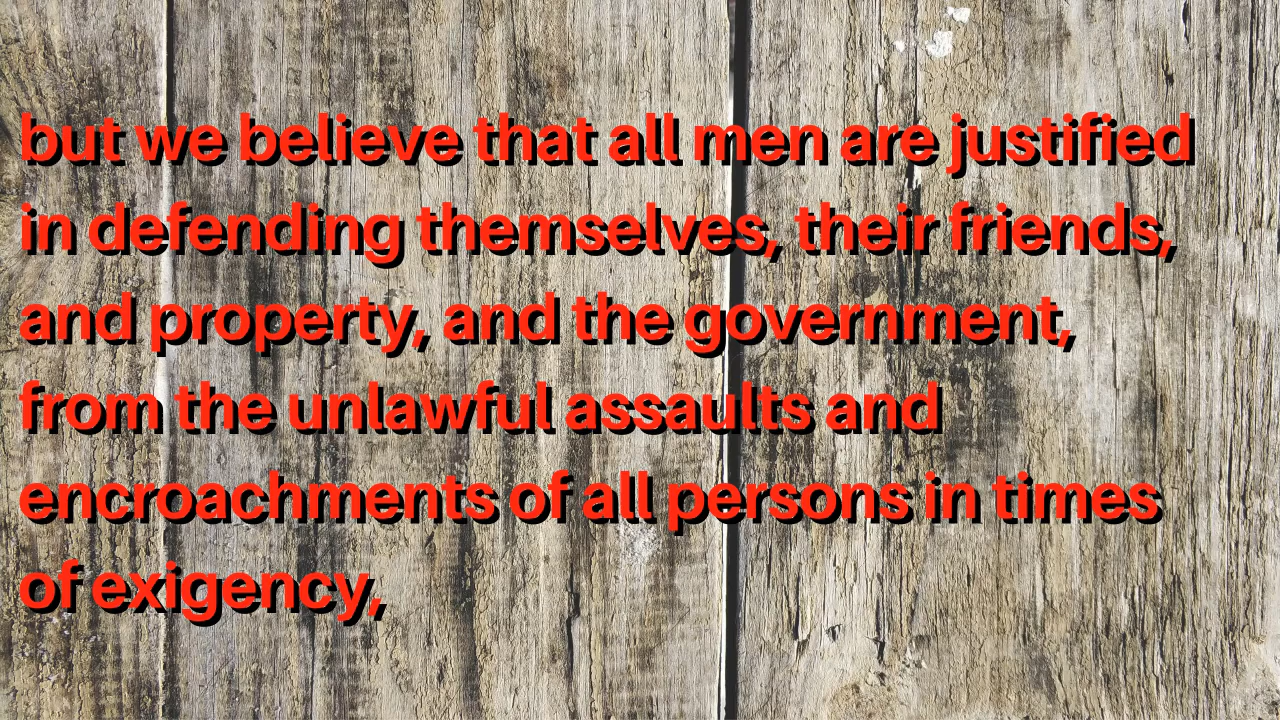 but we believe that all men are justified
in defending themselves, their friends,
and property, and the government,
from the unlawful assaults and
encroachments of all persons in times
of exigency,